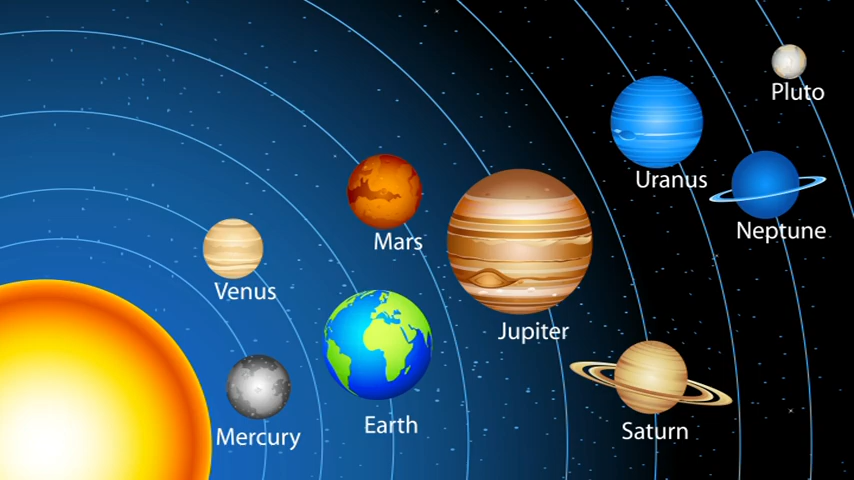 Pluto
Uranus
Neptune
Mars
Venus
Jupiter
Earth
Saturn
Mercury